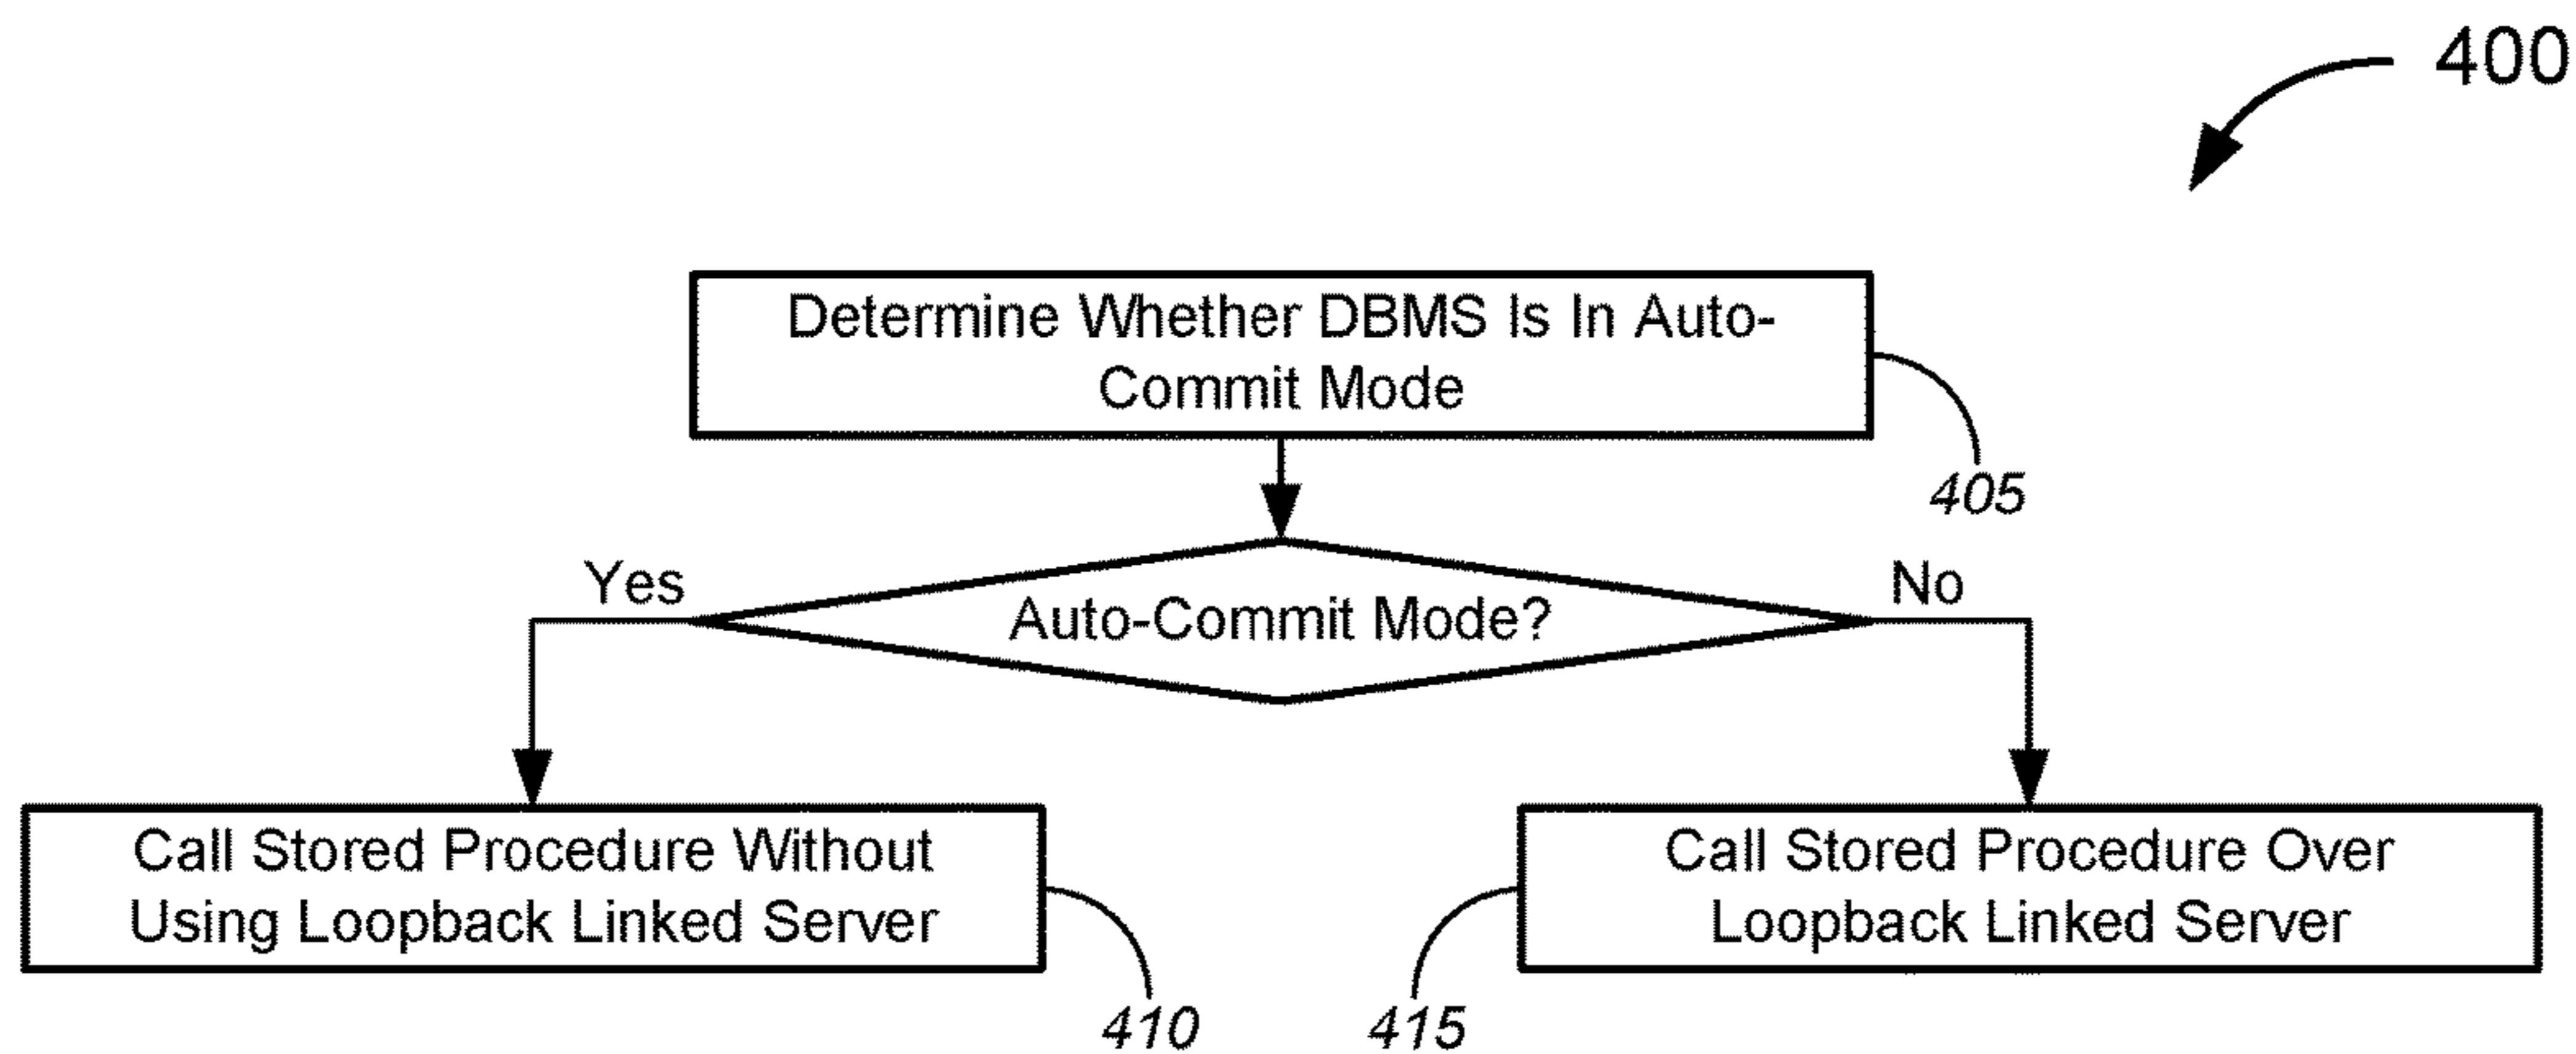 400
Determine Whether DBMS Is In Auto-
Commit Mode
405
Yes
Auto-Commit Mode?
No
Call Stored Procedure Without
Using Loopback Linked Server
410
Call Stored Procedure Over
Loopback Linked Server
415